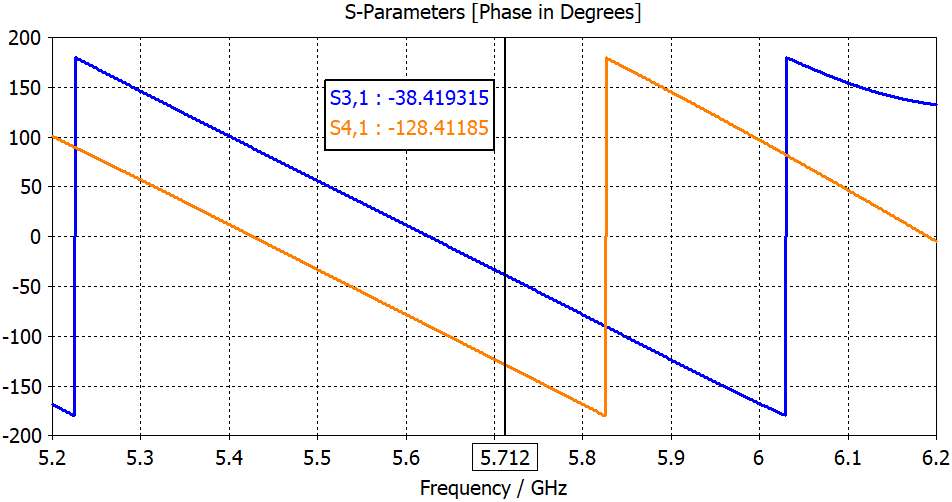 S-Parameters [Phase in Degrees]
200
150
100
50
0
-50
-100
-150
-200
S3,1 : -38.419315
S4,1 : -128.41185
5.2 5.3 5.4 5.5 5.6 5.712 5.8 5.9 6 6.1 6.2
Frequency / GHz